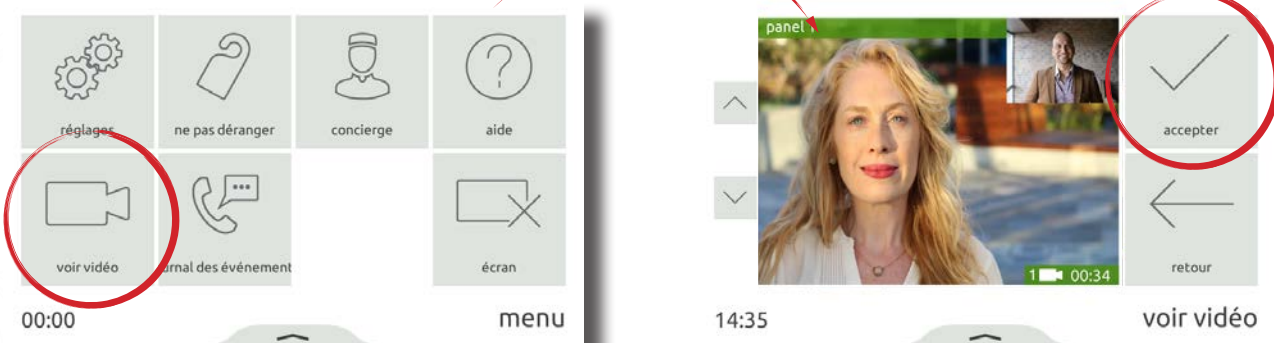 réglages
ne pas déranger
concierge
aide
voir vidéo
urnal des événement
écran
00:00
menu
panel 1
accepter
1 00:34
retour
14:35
voir vidéo